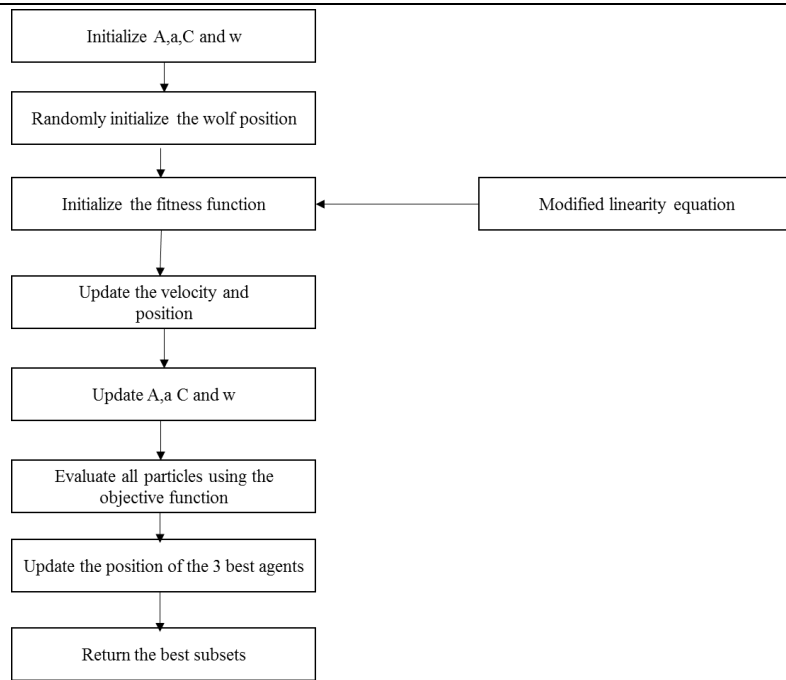 Initialize A,a,C and w
Randomly initialize the wolf position
Initialize the fitness function
Modified linearity equation
Update the velocity and
position
Update A,a C and w
Evaluate all particles using the
objective function
Update the position of the 3 best agents
Return the best subsets